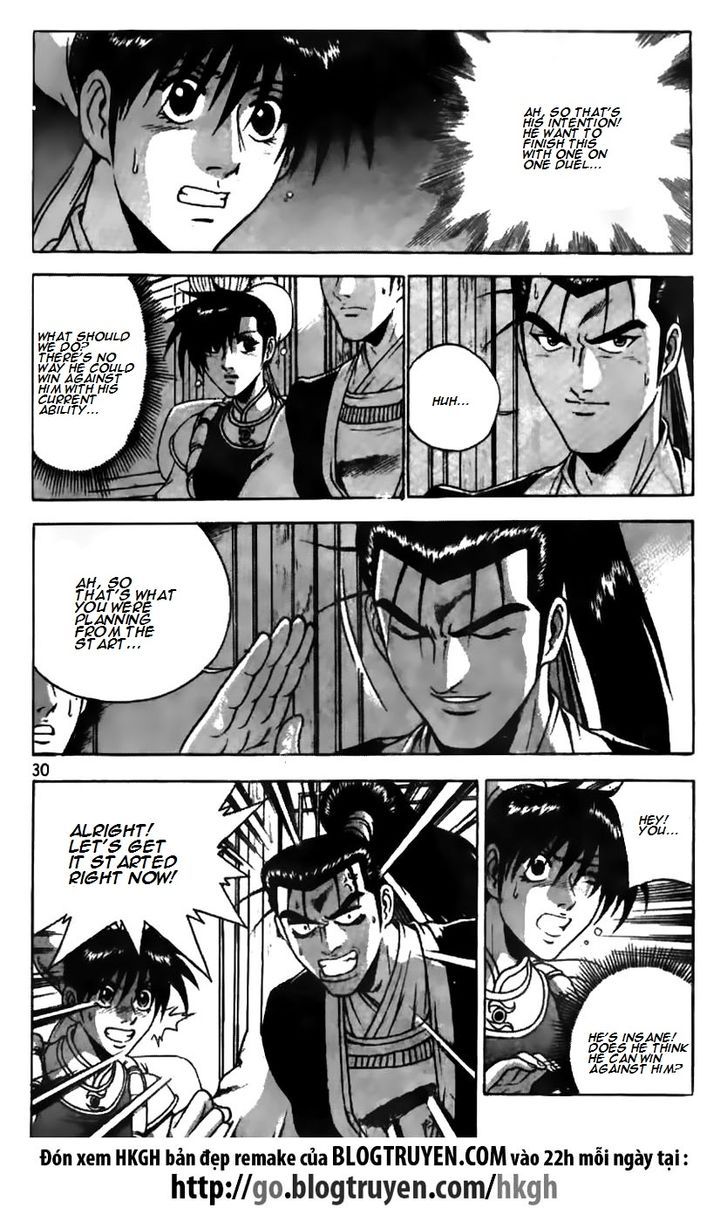 AH, SO THAT'S
HIS INTENTION!
HE WANT TO
FINISH THIS
WITH ONE ON
ONE DUEL...
WHAT SHOULD
WE DO?
THERE'S NO
WAY HE COULD
WIN AGAINST
HIM WITH HIS
CURRENT
ABILITY...
HUH...
AH, SO
THAT'S WHAT
YOU WERE
PLANNING
FROM THE
START...
30
ALRIGHT!
LET'S GET
IT STARTED
RIGHT NOW!
HEY!
YOU...
HE'S INSANE!
DOES HE THINK
HE CAN WIN
AGAINST HIM?
Đón xem HKGH bản đẹp remake của BLOGTRUYEN.COM vào 22h mỗi ngày tại :
http://go.blogtruyen.com/hkgh